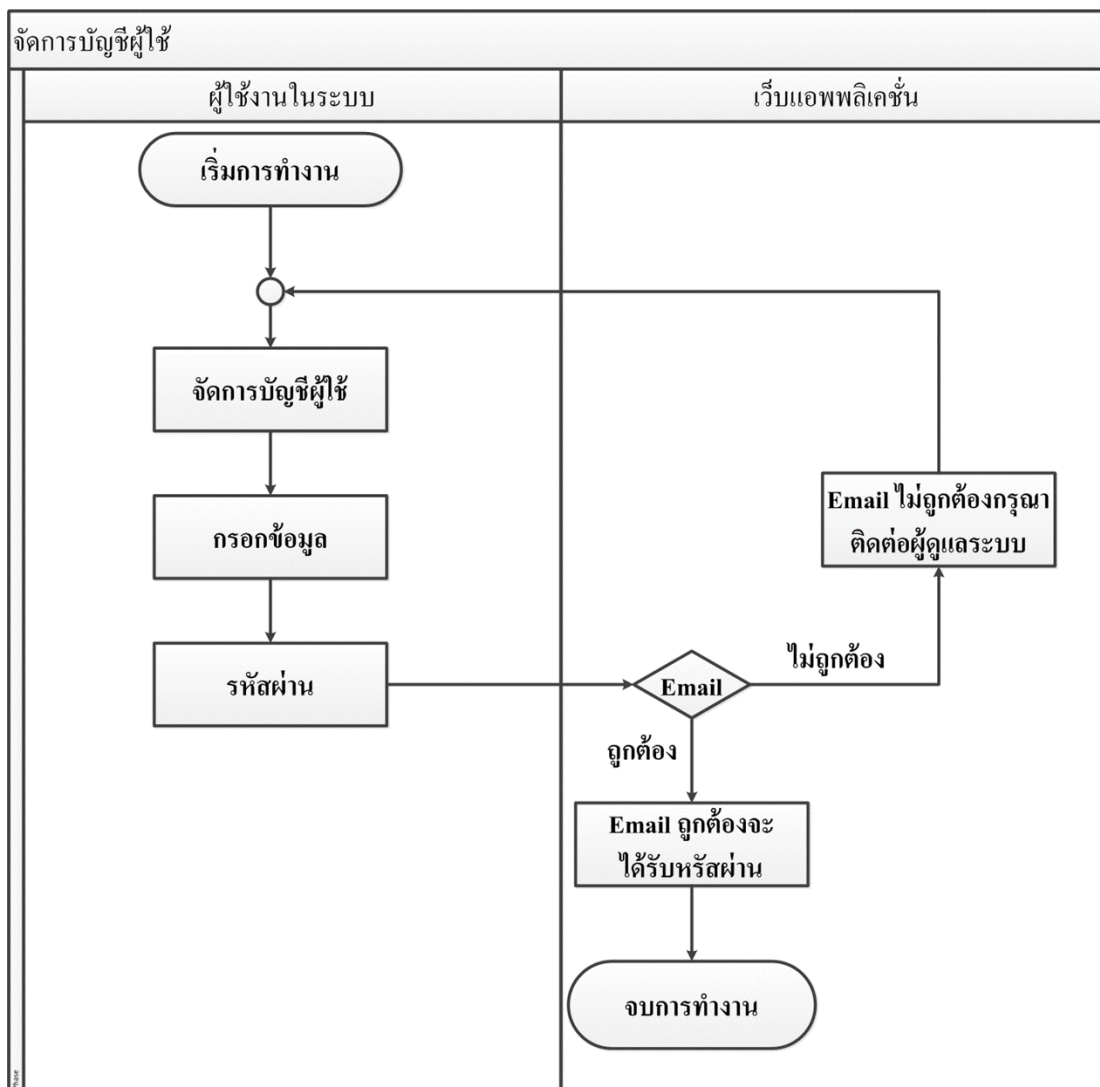 จัดการบัญชีผู้ใช้
ผู้ใช้งานในระบบ
เว็บแอพพลิเคชั่น
เริ่มการทำงาน
จัดการบัญชีผู้ใช้
กรอกข้อมูล
รหัสผ่าน
Email
ไม่ถูกต้อง
Email ไม่ถูกต้องกรุณา
ติดต่อผู้ดูแลระบบ
ถูกต้อง
Email ถูกต้องจะ
ได้รับหรัสผ่าน
จบการทำงาน
Phase